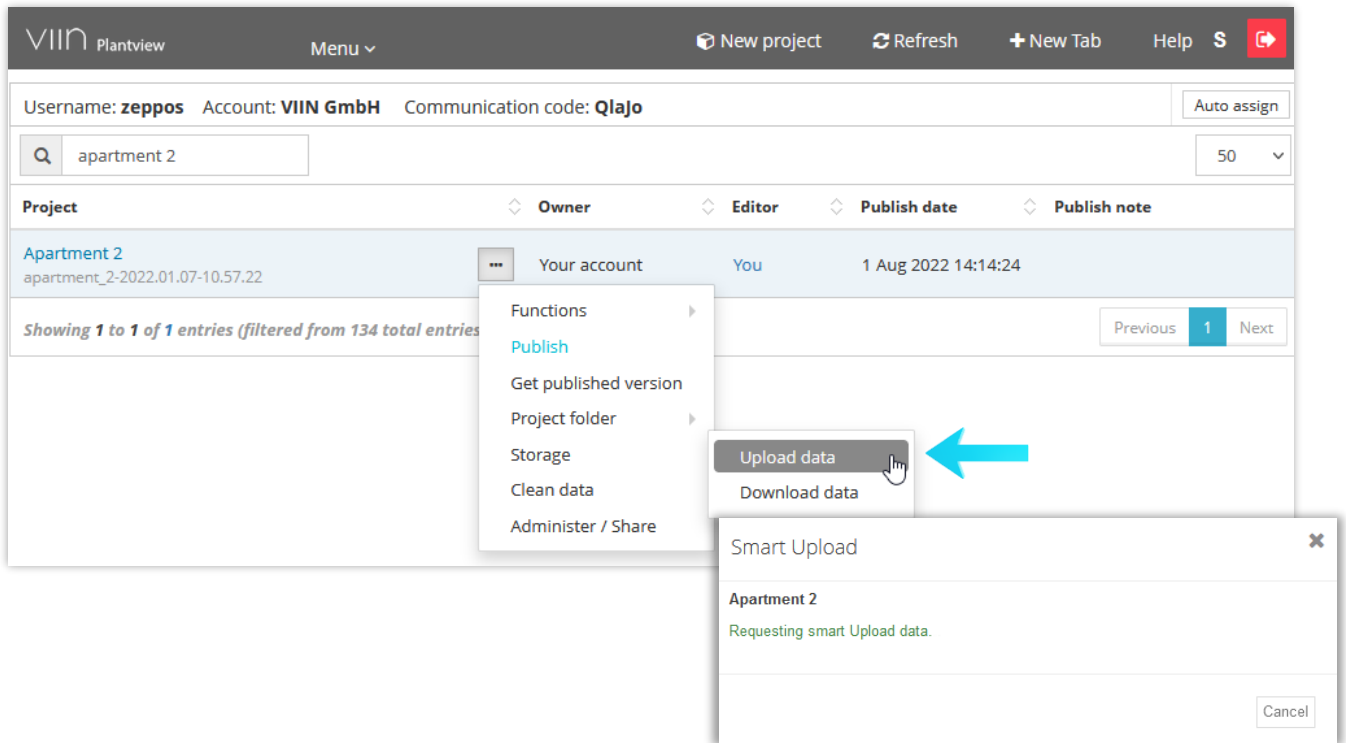 VIIN Plantview Menu New project Refresh New Tab Help S
Username: zeppos Account: VIIN GmbH Communication code: QlaJo Auto assign
apartment 2 50
Project Owner Editor Publish date Publish note
Apartment 2
apartment_2-2022.01.07-10.57.22
... Your account You 1 Aug 2022 14:14:24
Functions
Showing 1 to 1 of 1 entries (filtered from 134 total entries
Previous 1 Next
Publish
Get published version
Project folder
Storage
Clean data
Administer / Share
Upload data
Download data
Smart Upload
Apartment 2
Requesting smart Upload data.
Cancel